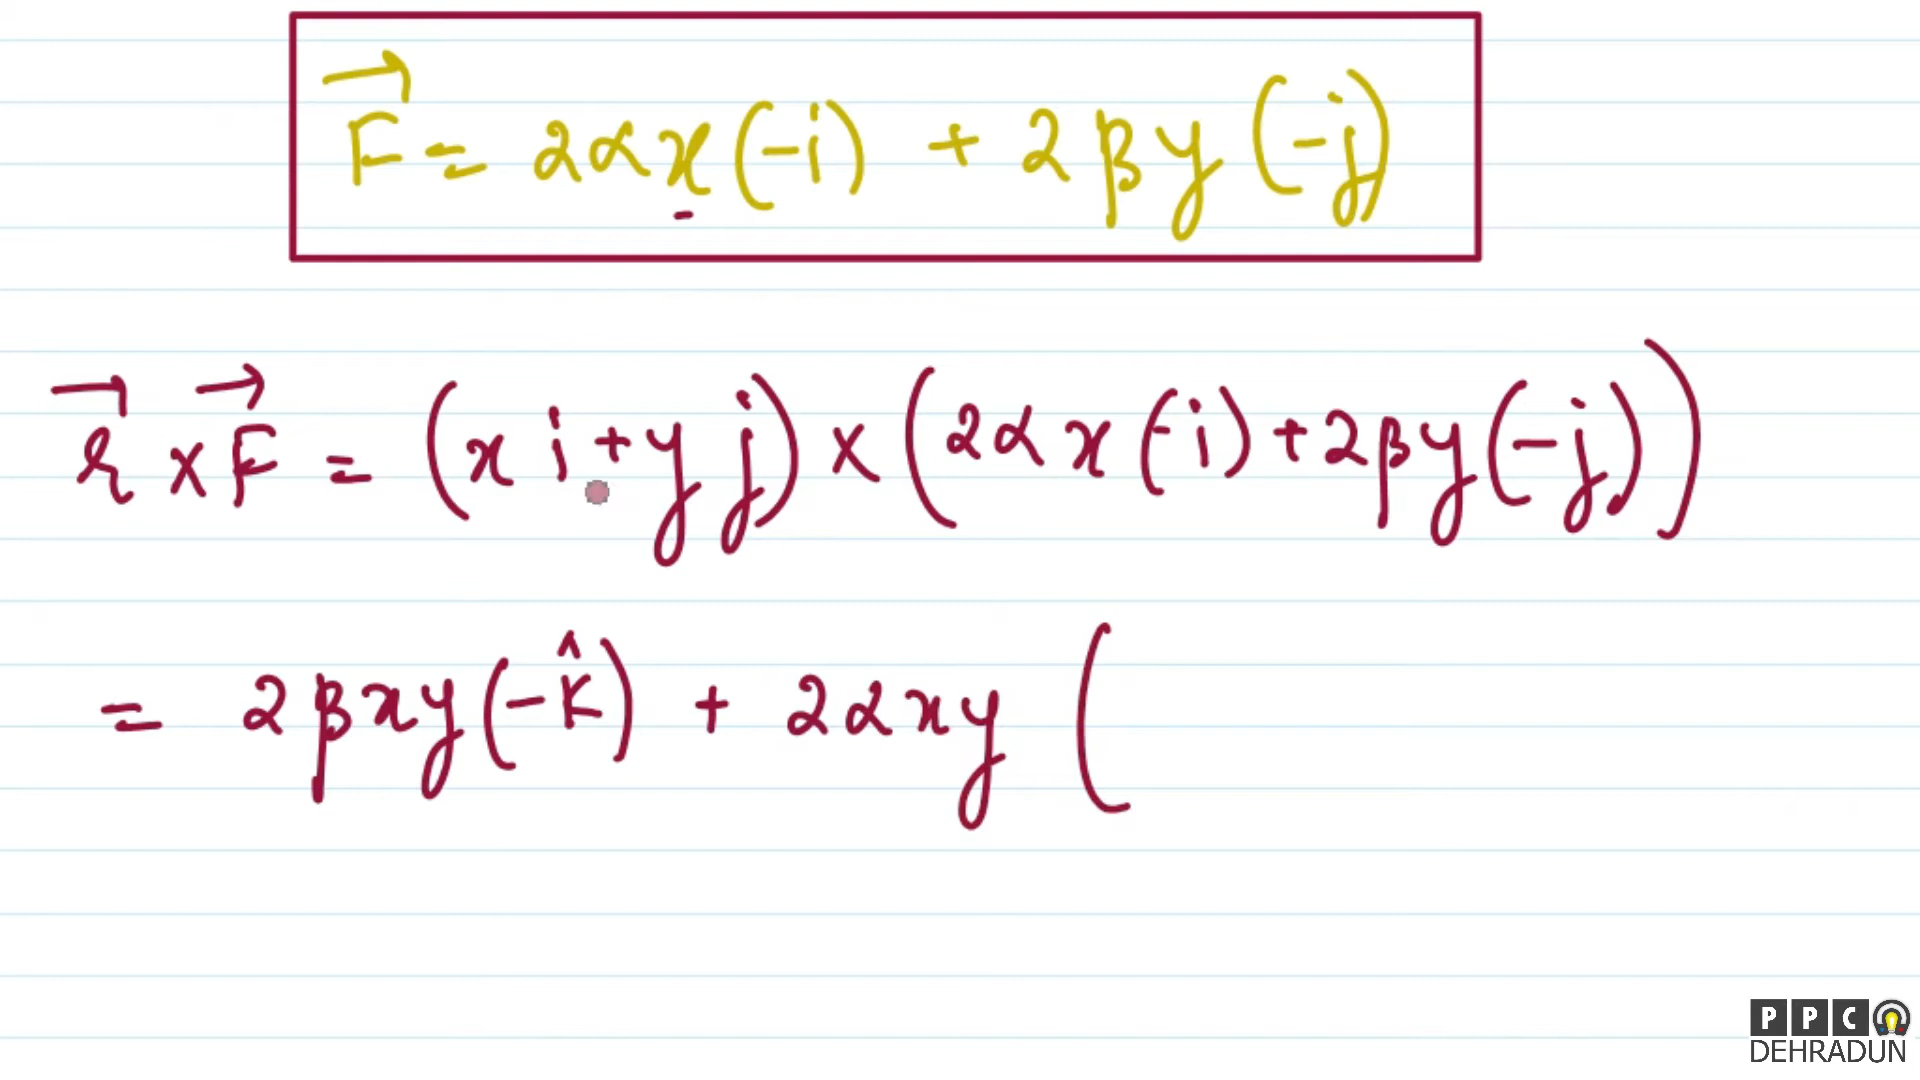 F⃗ = 2αx(-i) + 2βy(-j)
r⃗ × F⃗ = (x i + y j) × (2αx(-i) + 2βy(-j))
= 2βxy(-k̂) + 2αxy (
PPC
DEHRADUN